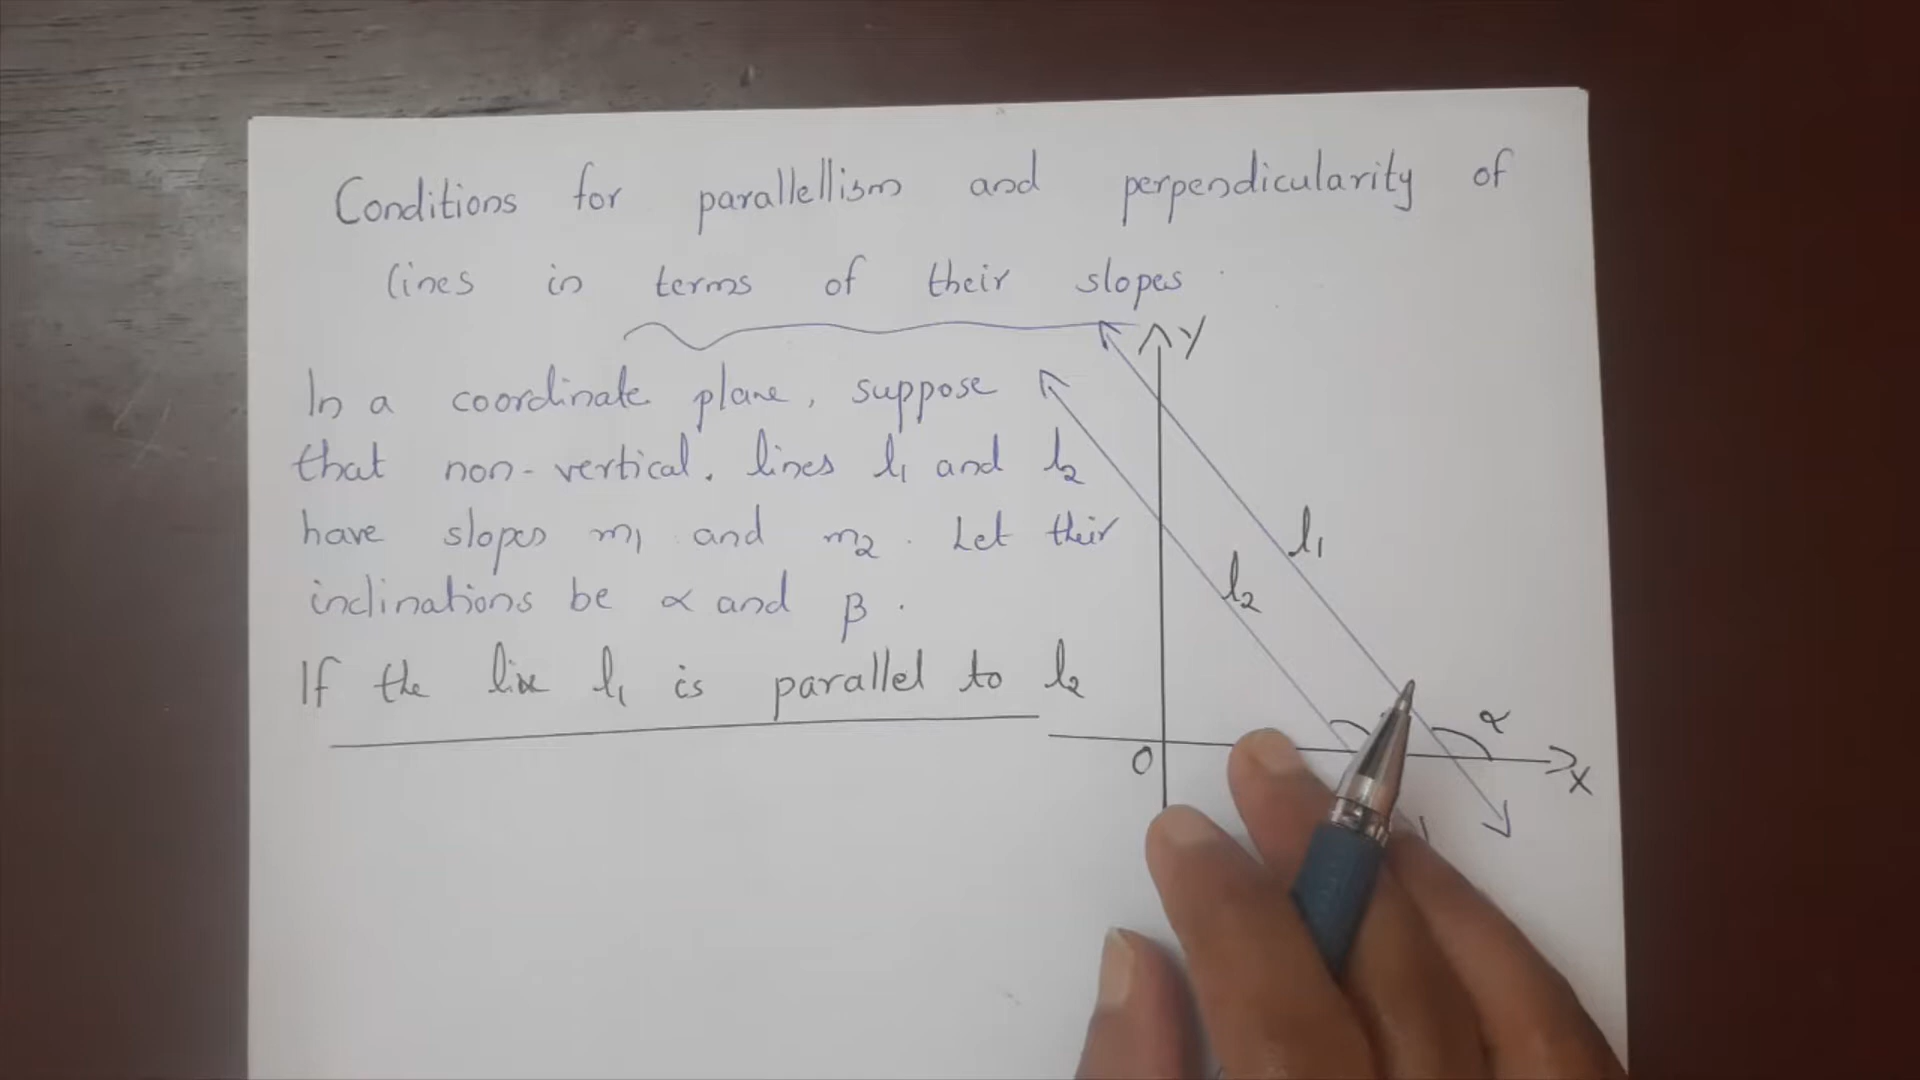 Conditions for parallellism and perpendicularity of
lines in terms of their slopes.
In a coordinate plane, suppose
that non-vertical. lines l₁ and l₂
have slopes m₁ and m₂. Let their
inclinations be α and β.
If the line l₁ is parallel to l₂
Y
l₁
l₂
α
O
X